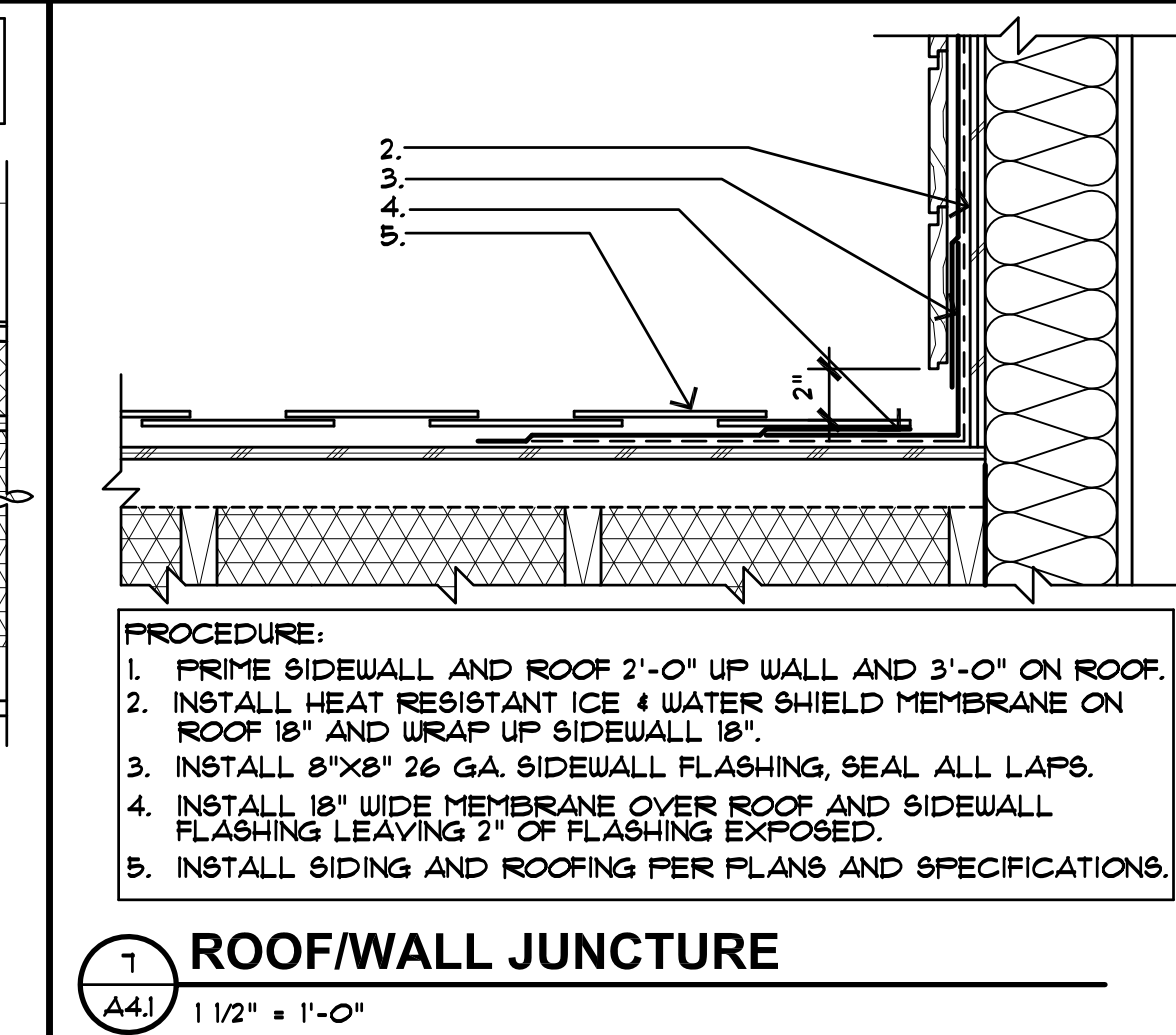 2.
3.
4.
5.
2"
PROCEDURE:
1. PRIME SIDEWALL AND ROOF 2'-0" UP WALL AND 3'-0" ON ROOF.
2. INSTALL HEAT RESISTANT ICE & WATER SHIELD MEMBRANE ON
ROOF 18" AND WRAP UP SIDEWALL 18".
3. INSTALL 8"X8" 26 GA. SIDEWALL FLASHING, SEAL ALL LAPS.
4. INSTALL 18" WIDE MEMBRANE OVER ROOF AND SIDEWALL
FLASHING LEAVING 2" OF FLASHING EXPOSED.
5. INSTALL SIDING AND ROOFING PER PLANS AND SPECIFICATIONS.
7
A4.1
ROOF/WALL JUNCTURE
1 1/2" = 1'-0"